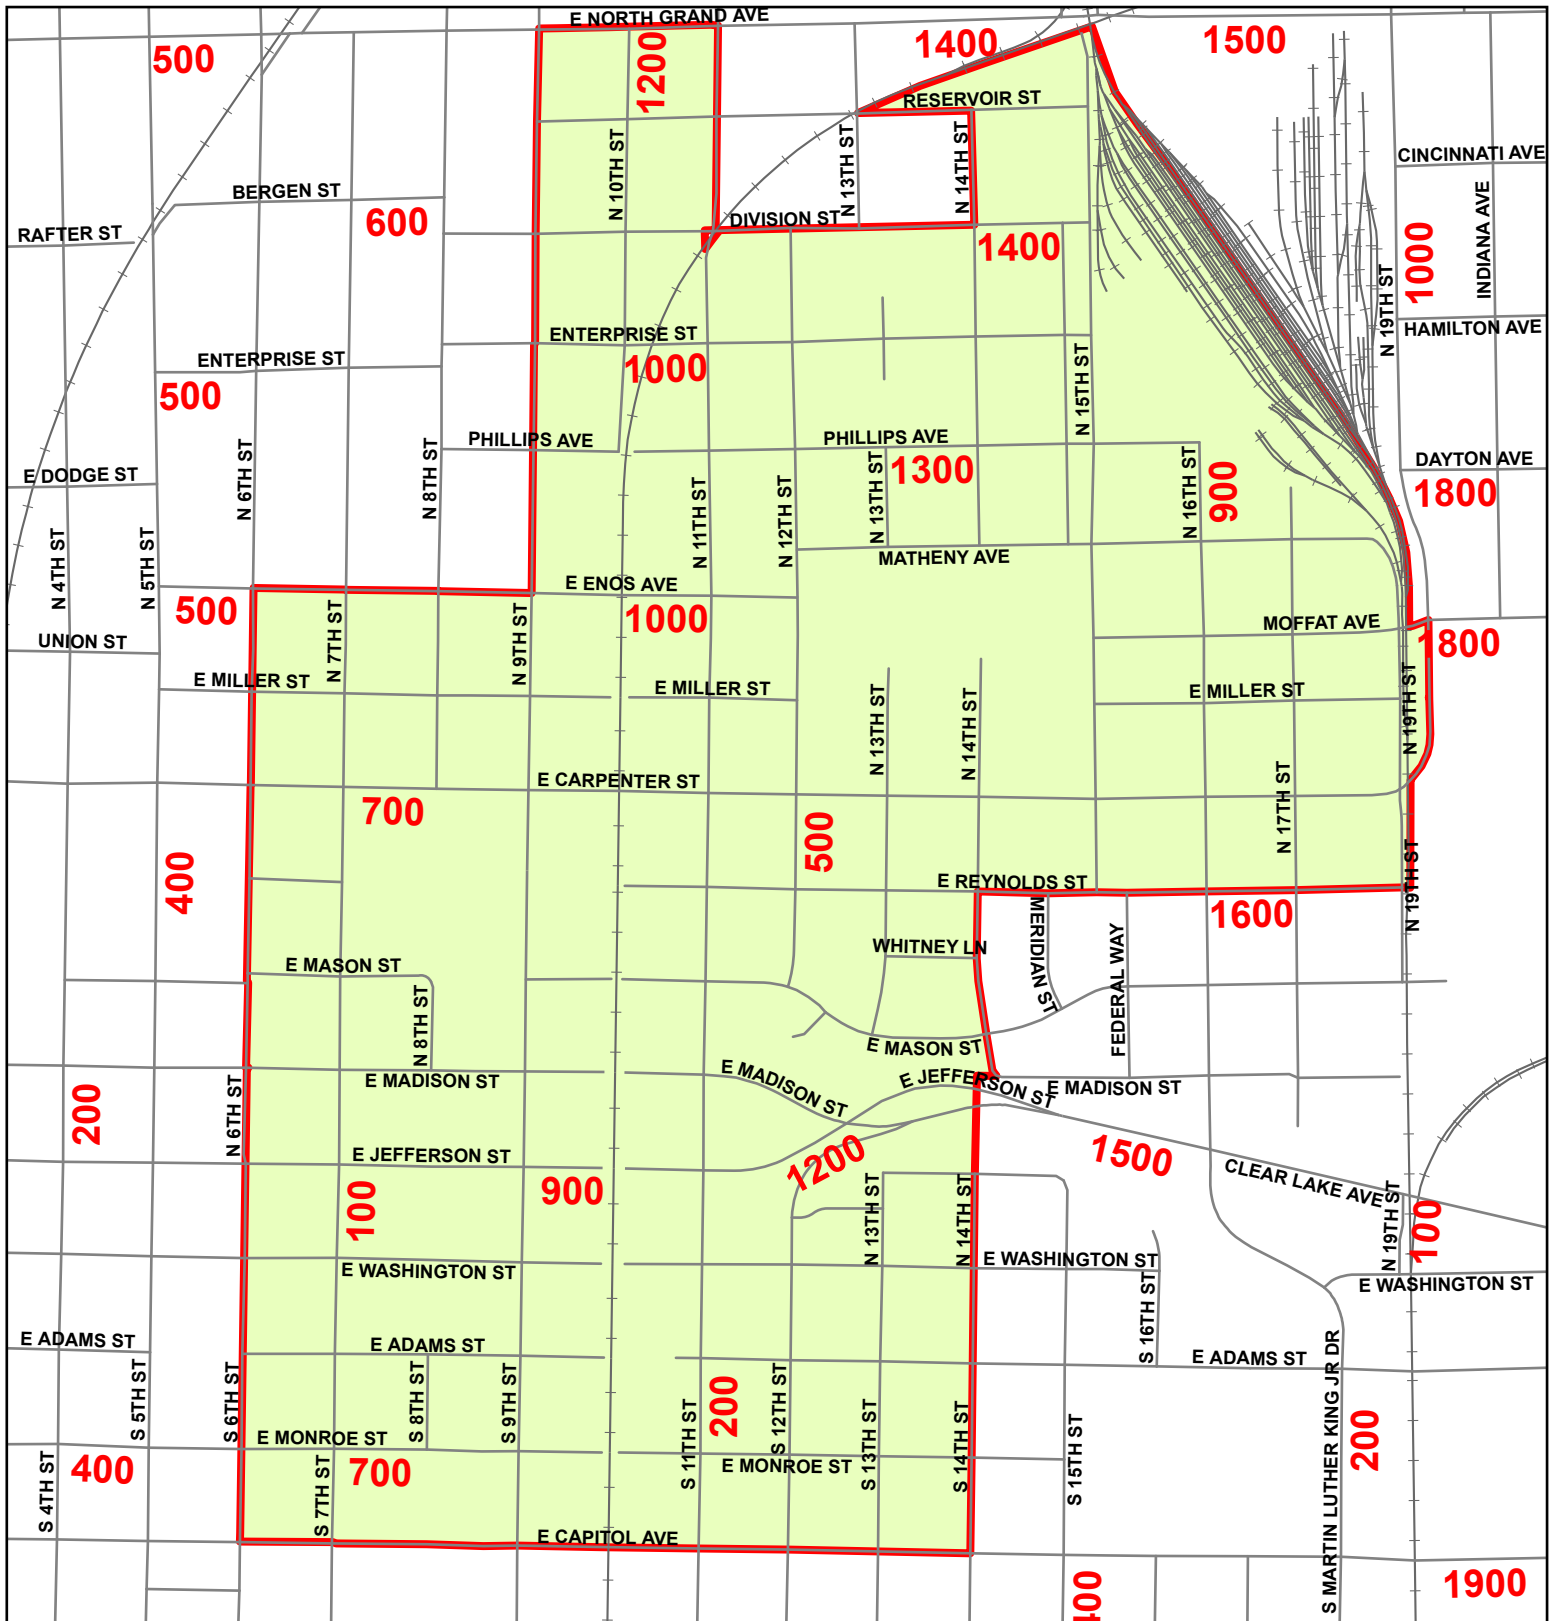 E NORTH GRAND AVE
500
1200
1400
1500
RESERVOIR ST
N 10TH ST
N 13TH ST
N 14TH ST
CINCINNATI AVE
BERGEN ST
600
INDIANA AVE
RAFTER ST
DIVISION ST
1400
1000
N 19TH ST
HAMILTON AVE
ENTERPRISE ST
ENTERPRISE ST
1000
500
N 15TH ST
PHILLIPS AVE
PHILLIPS AVE
1300
DAYTON AVE
E DODGE ST
N 6TH ST
N 8TH ST
N 11TH ST
N 12TH ST
N 13TH ST
N 16TH ST
900
1800
N 4TH ST
N 5TH ST
MATHENY AVE
E ENOS AVE
500
1000
N 7TH ST
N 9TH ST
MOFFAT AVE
1800
UNION ST
E MILLER ST
E MILLER ST
E MILLER ST
N 13TH ST
N 14TH ST
N 19TH ST
E CARPENTER ST
700
N 17TH ST
500
400
E REYNOLDS ST
N 19TH ST
1600
MERIDIAN ST
FEDERAL WAY
WHITNEY LN
E MASON ST
N 8TH ST
E MASON ST
E MADISON ST
E MADISON ST
E JEFFERSON ST
E MADISON ST
200
N 6TH ST
E JEFFERSON ST
1200
1500
CLEAR LAKE AVE
900
100
N 13TH ST
N 14TH ST
N 19TH ST
100
E WASHINGTON ST
E WASHINGTON ST
E WASHINGTON ST
S 16TH ST
E ADAMS ST
E ADAMS ST
E ADAMS ST
S 5TH ST
S 6TH ST
S 8TH ST
S 9TH ST
200
S 11TH ST
S 12TH ST
S 13TH ST
S 14TH ST
S 15TH ST
S MARTIN LUTHER KING JR DR
200
E MONROE ST
E MONROE ST
400
700
S 4TH ST
S 7TH ST
E CAPITOL AVE
400
1900